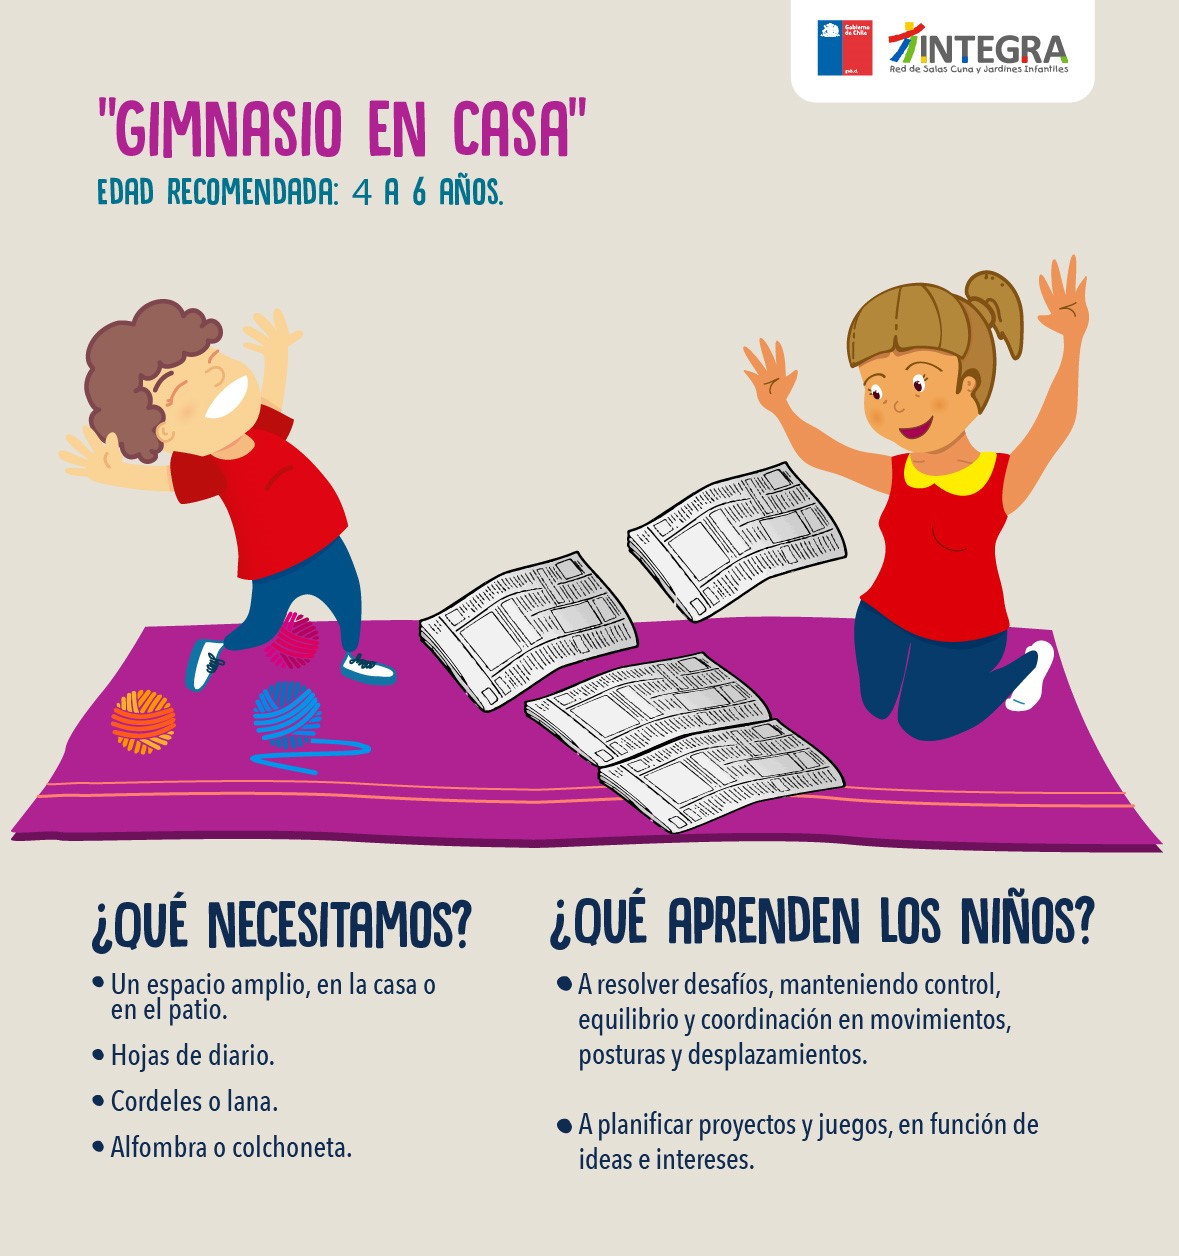 Gobierno
de Chile
gob.cl
INTEGRA
Red de Salas Cuna y Jardines Infantiles
"GIMNASIO EN CASA"
EDAD RECOMENDADA: 4 A 6 AÑOS.
¿QUÉ NECESITAMOS?
• Un espacio amplio, en la casa o
en el patio.
• Hojas de diario.
• Cordeles o lana.
• Alfombra o colchoneta.
¿QUÉ APRENDEN LOS NIÑOS?
• A resolver desafíos, manteniendo control,
equilibrio y coordinación en movimientos,
posturas y desplazamientos.
• A planificar proyectos y juegos, en función de
ideas e intereses.